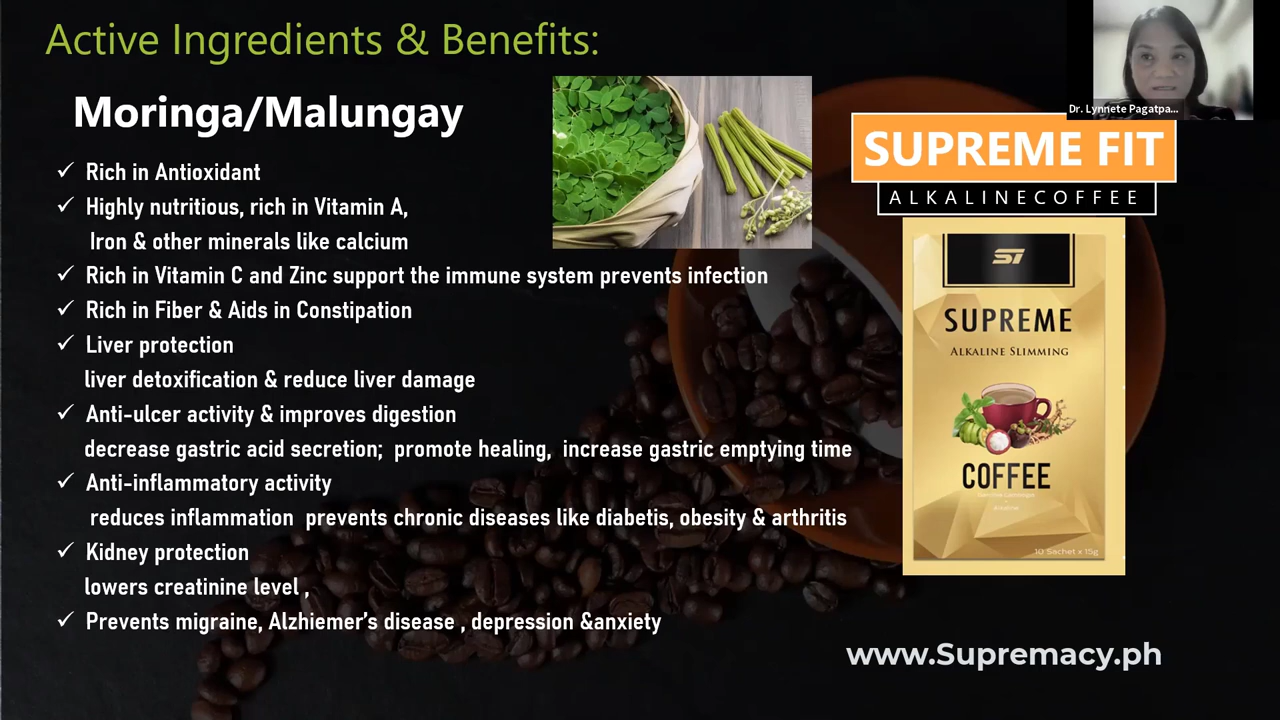 Active Ingredients & Benefits:
Moringa/Malungay
✓ Rich in Antioxidant
✓ Highly nutritious, rich in Vitamin A,
Iron & other minerals like calcium
✓ Rich in Vitamin C and Zinc support the immune system prevents infection
✓ Rich in Fiber & Aids in Constipation
✓ Liver protection
liver detoxification & reduce liver damage
✓ Anti-ulcer activity & improves digestion
decrease gastric acid secretion; promote healing, increase gastric emptying time
✓ Anti-inflammatory activity
reduces inflammation prevents chronic diseases like diabetis, obesity & arthritis
✓ Kidney protection
lowers creatinine level ,
✓ Prevents migraine, Alzhiemer's disease , depression &anxiety
Dr. Lynnete Pagatpa...
SUPREME FIT
ALKALINECOFFEE
SUPREME
ALKALINE SLIMMING
COFFEE
10 Sachet x 15g
www.Supremacy.ph